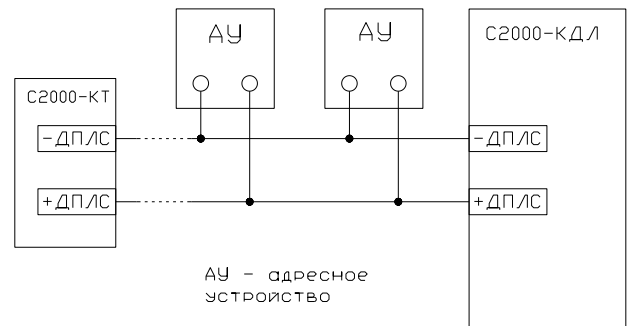 АУ
АУ
С2000-КДЛ
С2000-КТ
-ДПЛС
-ДПЛС
+ДПЛС
+ДПЛС
АУ - адресное
устройство